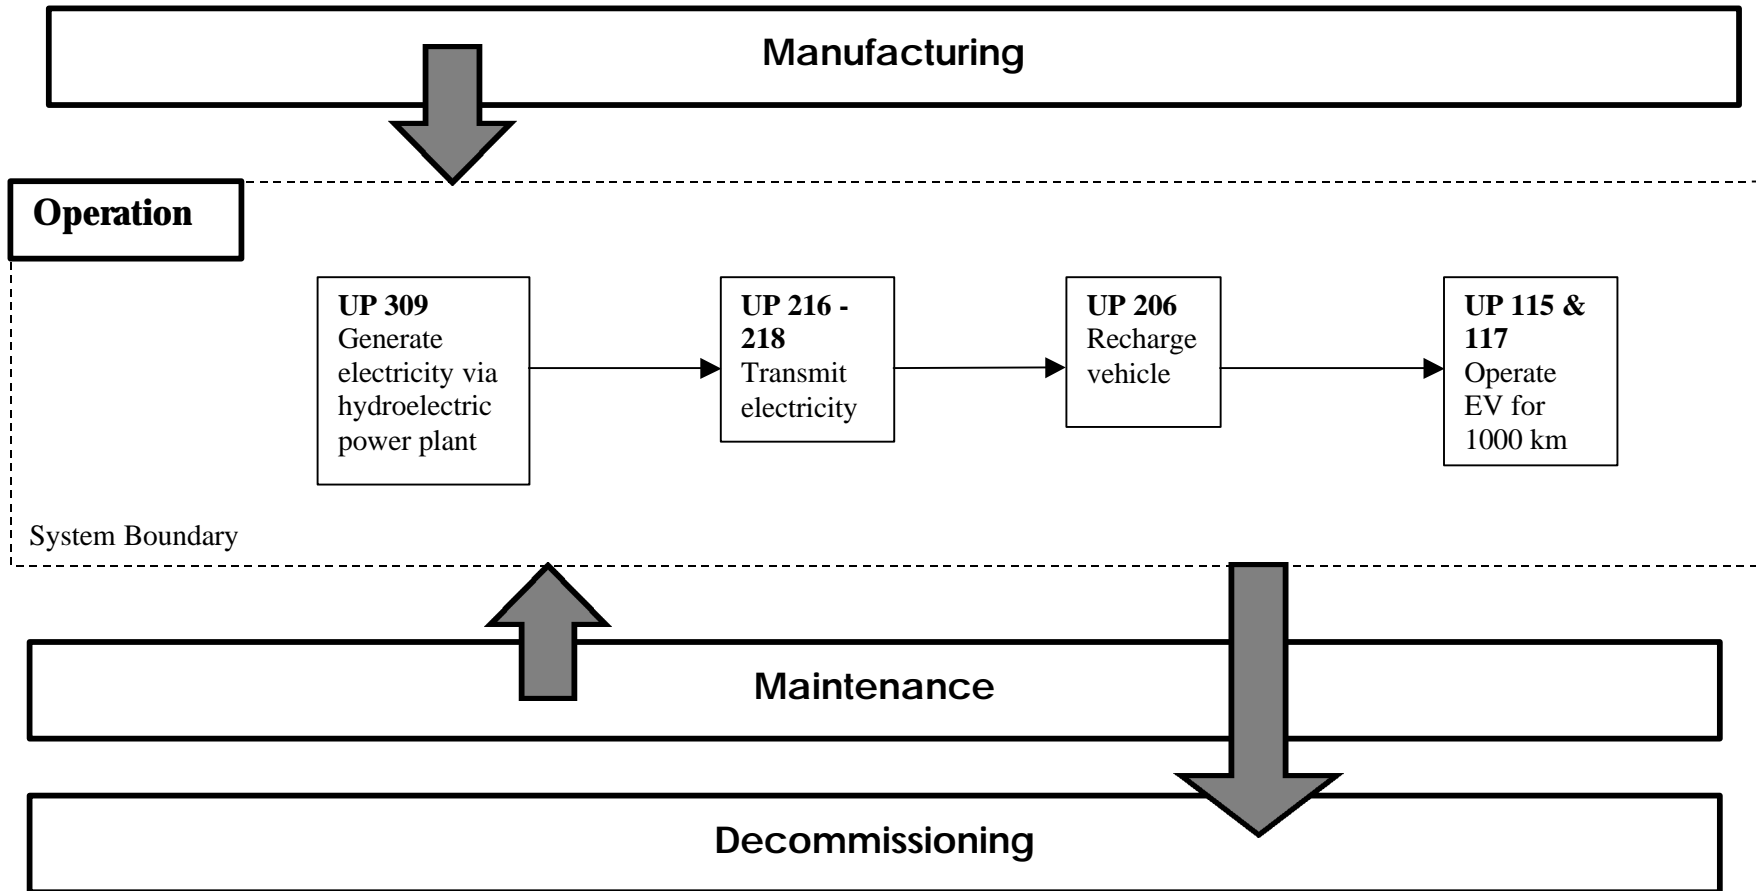 Manufacturing
Operation
UP 309
Generate
electricity via
hydroelectric
power plant
UP 216 -
218
Transmit
electricity
UP 206
Recharge
vehicle
UP 115 &
117
Operate
EV for
1000 km
System Boundary
Maintenance
Decommissioning